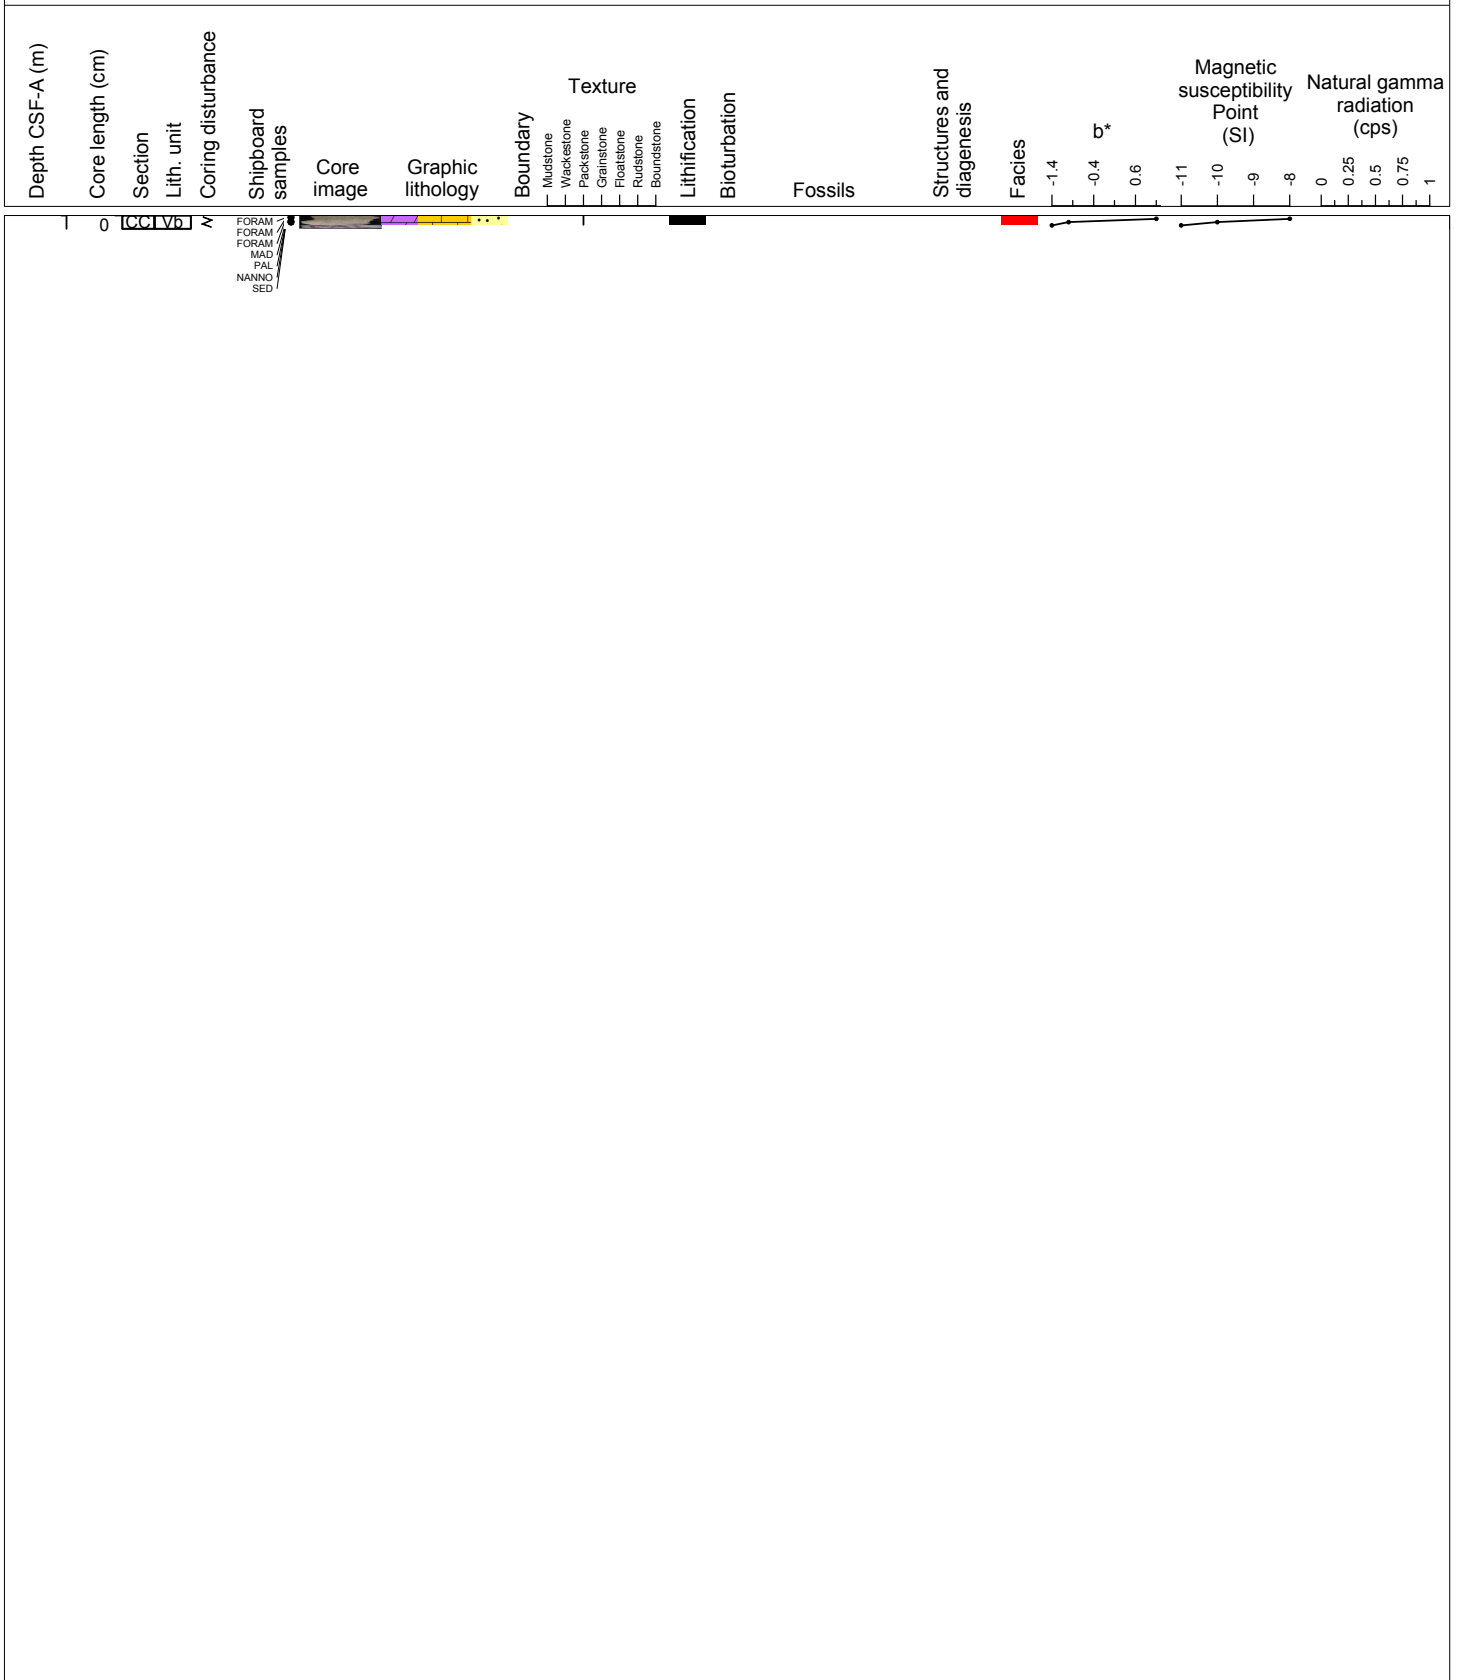 Depth CSF-A (m)
Core length (cm)
Section
Lith. unit
Coring disturbance
Shipboard
samples
Core
image
Graphic
lithology
Boundary
Texture
Mudstone
Wackestone
Packstone
Grainstone
Floatstone
Rudstone
Boundstone
Lithification
Bioturbation
Fossils
Structures and
diagenesis
Facies
b*
-1.4
-0.4
0.6
Magnetic
susceptibility
Point
(SI)
-11
-10
-9
-8
Natural gamma
radiation
(cps)
0
0.25
0.5
0.75
1
0
CC
Vb
FORAM
FORAM
FORAM
MAD
PAL
NANNO
SED